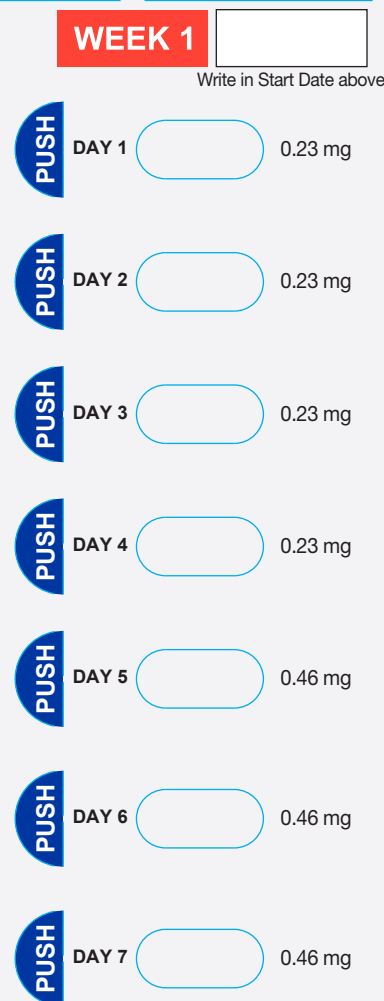 WEEK 1
Write in Start Date above
PUSH DAY 1 0.23 mg
PUSH DAY 2 0.23 mg
PUSH DAY 3 0.23 mg
PUSH DAY 4 0.23 mg
PUSH DAY 5 0.46 mg
PUSH DAY 6 0.46 mg
PUSH DAY 7 0.46 mg